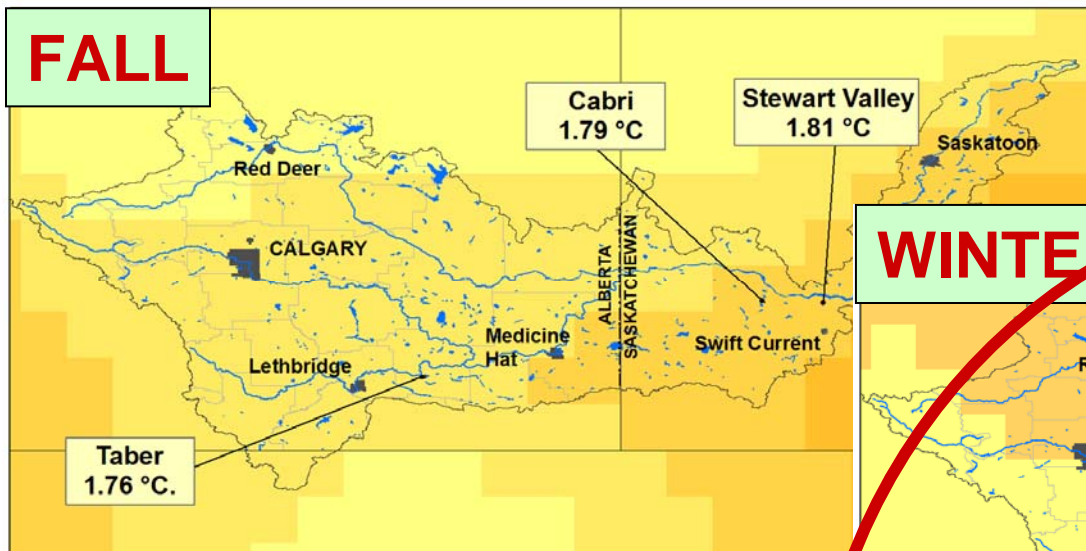 FALL
Cabri
1.79 °C
Stewart Valley
1.81 °C
Saskatoon
Red Deer
CALGARY
ALBERTA
SASKATCHEWAN
WINTE
Medicine
Hat
Swift Current
Lethbridge
R
Taber
1.76 °C.